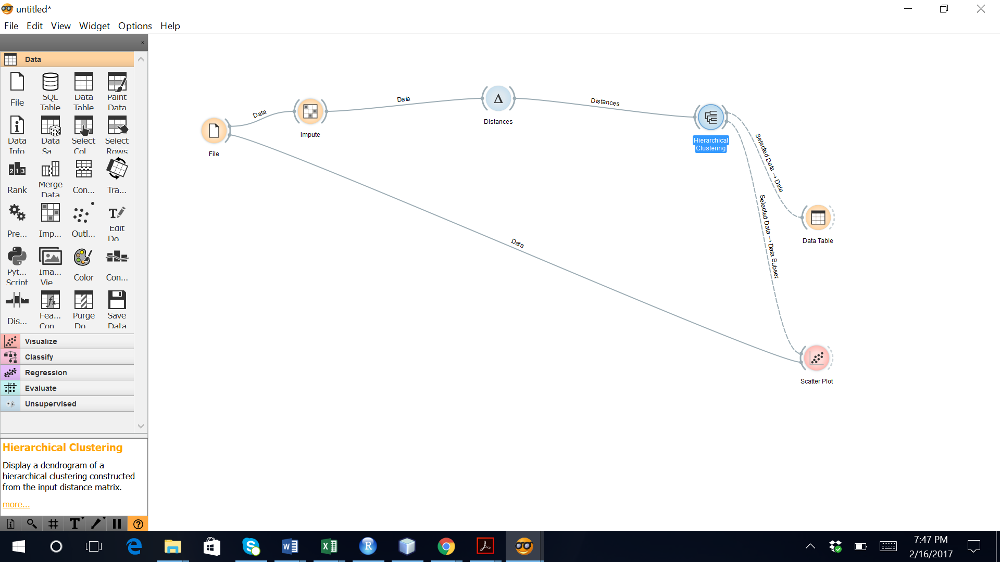 untitled*
File Edit View Widget Options Help
Data
File
SQL
Table
Data
Table
Paint
Data
Data
Info
Data
Sa...
Select
Col...
Select
Rows
Rank
Merge
Data
Con...
Tra...
Pre...
Imp...
Outl...
Edit
Do...
Pyt...
Script
Ima...
Vie...
Color
Con...
Dis...
Fea...
Con...
Purge
Do...
Save
Data
Visualize
Classify
Regression
Evaluate
Unsupervised
Hierarchical Clustering
Display a dendrogram of a
hierarchical clustering constructed
from the input distance matrix.
more...
File
Data
Impute
Data
Distances
Distances
Hierarchical
Clustering
Selected Data → Data
Data Table
Selected Data → Data Subset
Data
Scatter Plot
7:47 PM
2/16/2017